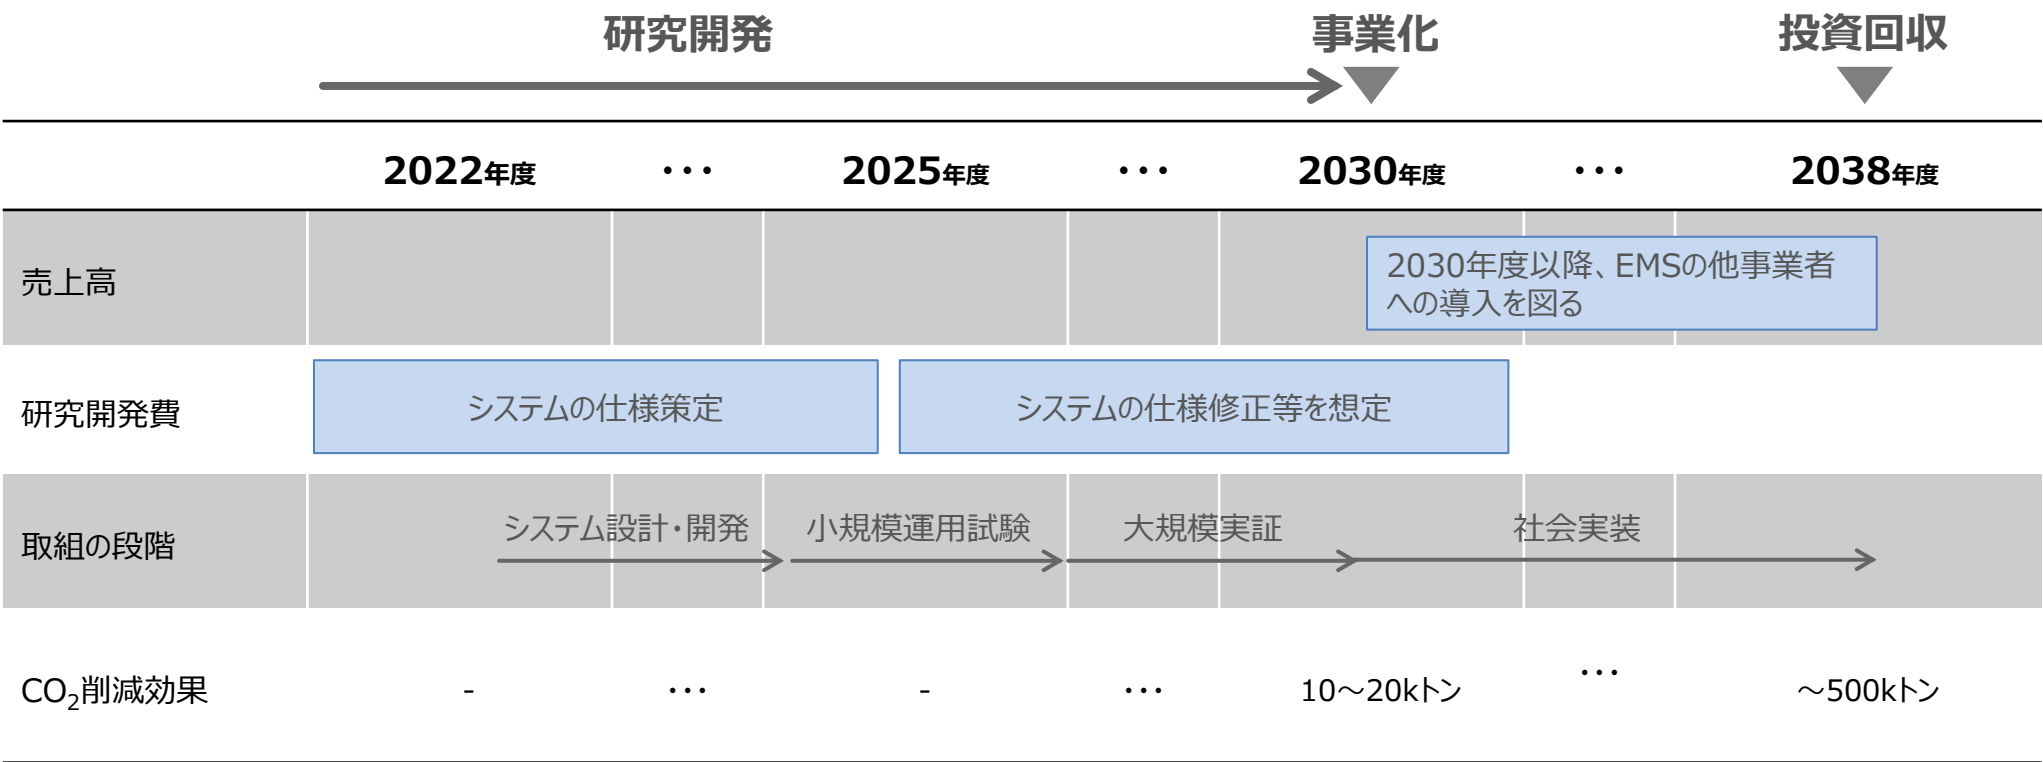 研究開発
事業化
投資回収
2022年度 ・・・ 2025年度 ・・・ 2030年度 ・・・ 2038年度
売上高
2030年度以降、EMSの他事業者
への導入を図る
研究開発費
システムの仕様策定
システムの仕様修正等を想定
取組の段階
システム設計・開発
小規模運用試験
大規模実証
社会実装
CO₂削減効果 - ・・・ - ・・・ 10～20kトン ・・・ ～500kトン